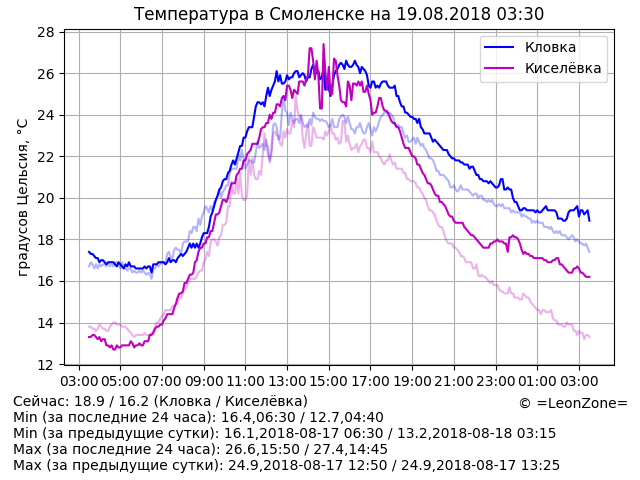 Температура в Смоленске на 19.08.2018 03:30
градусов Цельсия, °C
28
26
24
22
20
18
16
14
12
Кловка
Киселёвка
03:00 05:00 07:00 09:00 11:00 13:00 15:00 17:00 19:00 21:00 23:00 01:00 03:00
Сейчас: 18.9 / 16.2 (Кловка / Киселёвка)
© =LeonZone=
Min (за последние 24 часа): 16.4,06:30 / 12.7,04:40
Min (за предыдущие сутки): 16.1,2018-08-17 06:30 / 13.2,2018-08-18 03:15
Max (за последние 24 часа): 26.6,15:50 / 27.4,14:45
Max (за предыдущие сутки): 24.9,2018-08-17 12:50 / 24.9,2018-08-17 13:25